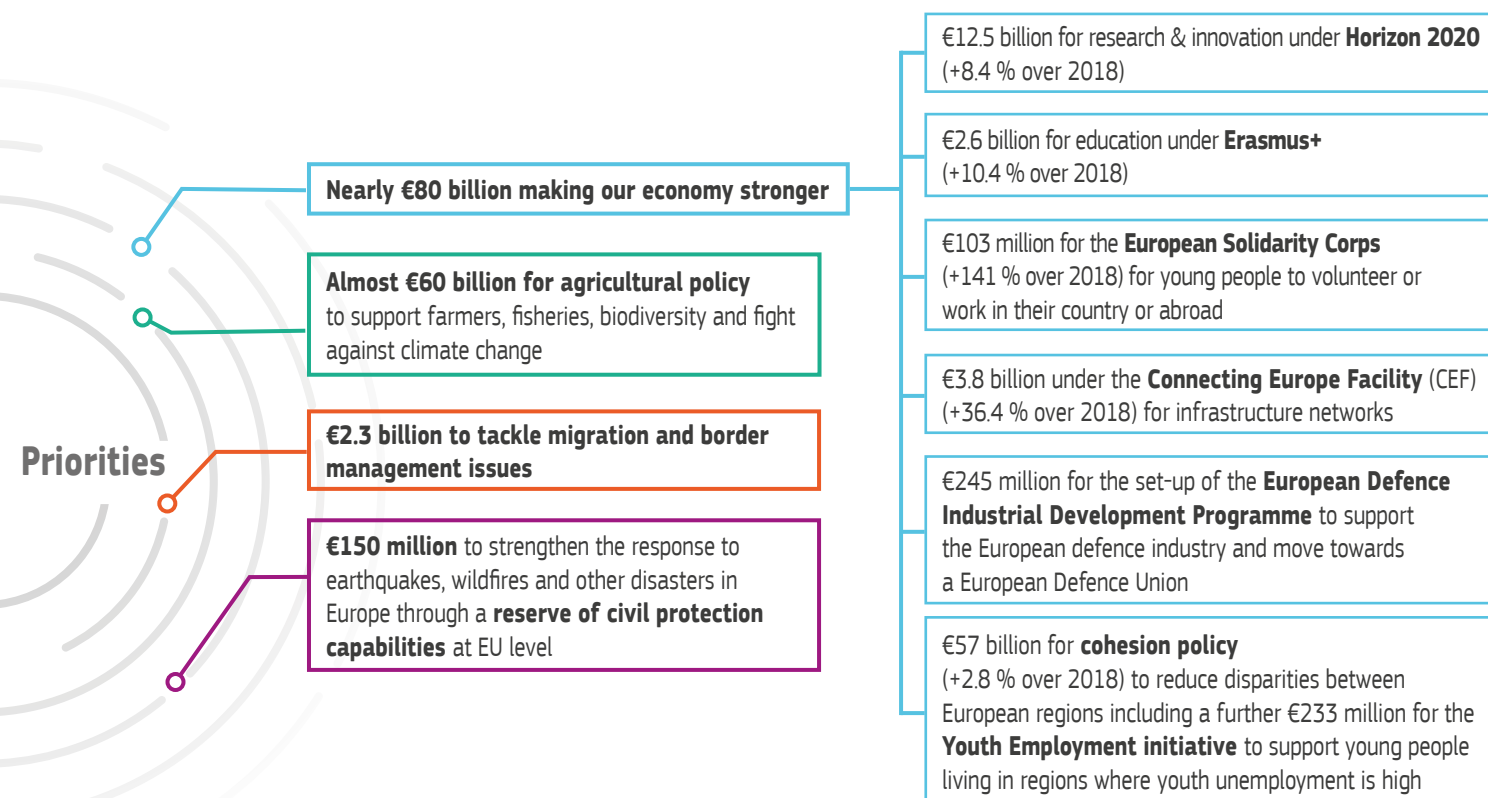 Priorities
Nearly €80 billion making our economy stronger
Almost €60 billion for agricultural policy
to support farmers, fisheries, biodiversity and fight
against climate change
€2.3 billion to tackle migration and border
management issues
€150 million to strengthen the response to
earthquakes, wildfires and other disasters in
Europe through a reserve of civil protection
capabilities at EU level
€12.5 billion for research & innovation under Horizon 2020
(+8.4 % over 2018)
€2.6 billion for education under Erasmus+
(+10.4 % over 2018)
€103 million for the European Solidarity Corps
(+141 % over 2018) for young people to volunteer or
work in their country or abroad
€3.8 billion under the Connecting Europe Facility (CEF)
(+36.4 % over 2018) for infrastructure networks
€245 million for the set-up of the European Defence
Industrial Development Programme to support
the European defence industry and move towards
a European Defence Union
€57 billion for cohesion policy
(+2.8 % over 2018) to reduce disparities between
European regions including a further €233 million for the
Youth Employment initiative to support young people
living in regions where youth unemployment is high